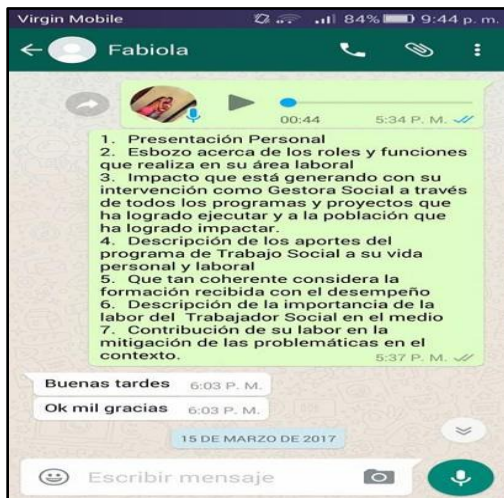 Virgin Mobile 84% 9:44 p. m.
Fabiola
00:44 5:34 P. M.
1. Presentación Personal
2. Esbozo acerca de los roles y funciones
que realiza en su área laboral
3. Impacto que está generando con su
intervención como Gestora Social a través
de todos los programas y proyectos que
ha logrado ejecutar y a la población que
ha logrado impactar.
4. Descripción de los aportes del
programa de Trabajo Social a su vida
personal y laboral
5. Que tan coherente considera la
formación recibida con el desempeño
6. Descripción de la importancia de la
labor del Trabajador Social en el medio
7. Contribución de su labor en la
mitigación de las problemáticas en el
contexto. 5:37 P. M.
Buenas tardes 6:03 P. M.
Ok mil gracias 6:03 P. M.
15 DE MARZO DE 2017
Escribir mensaje